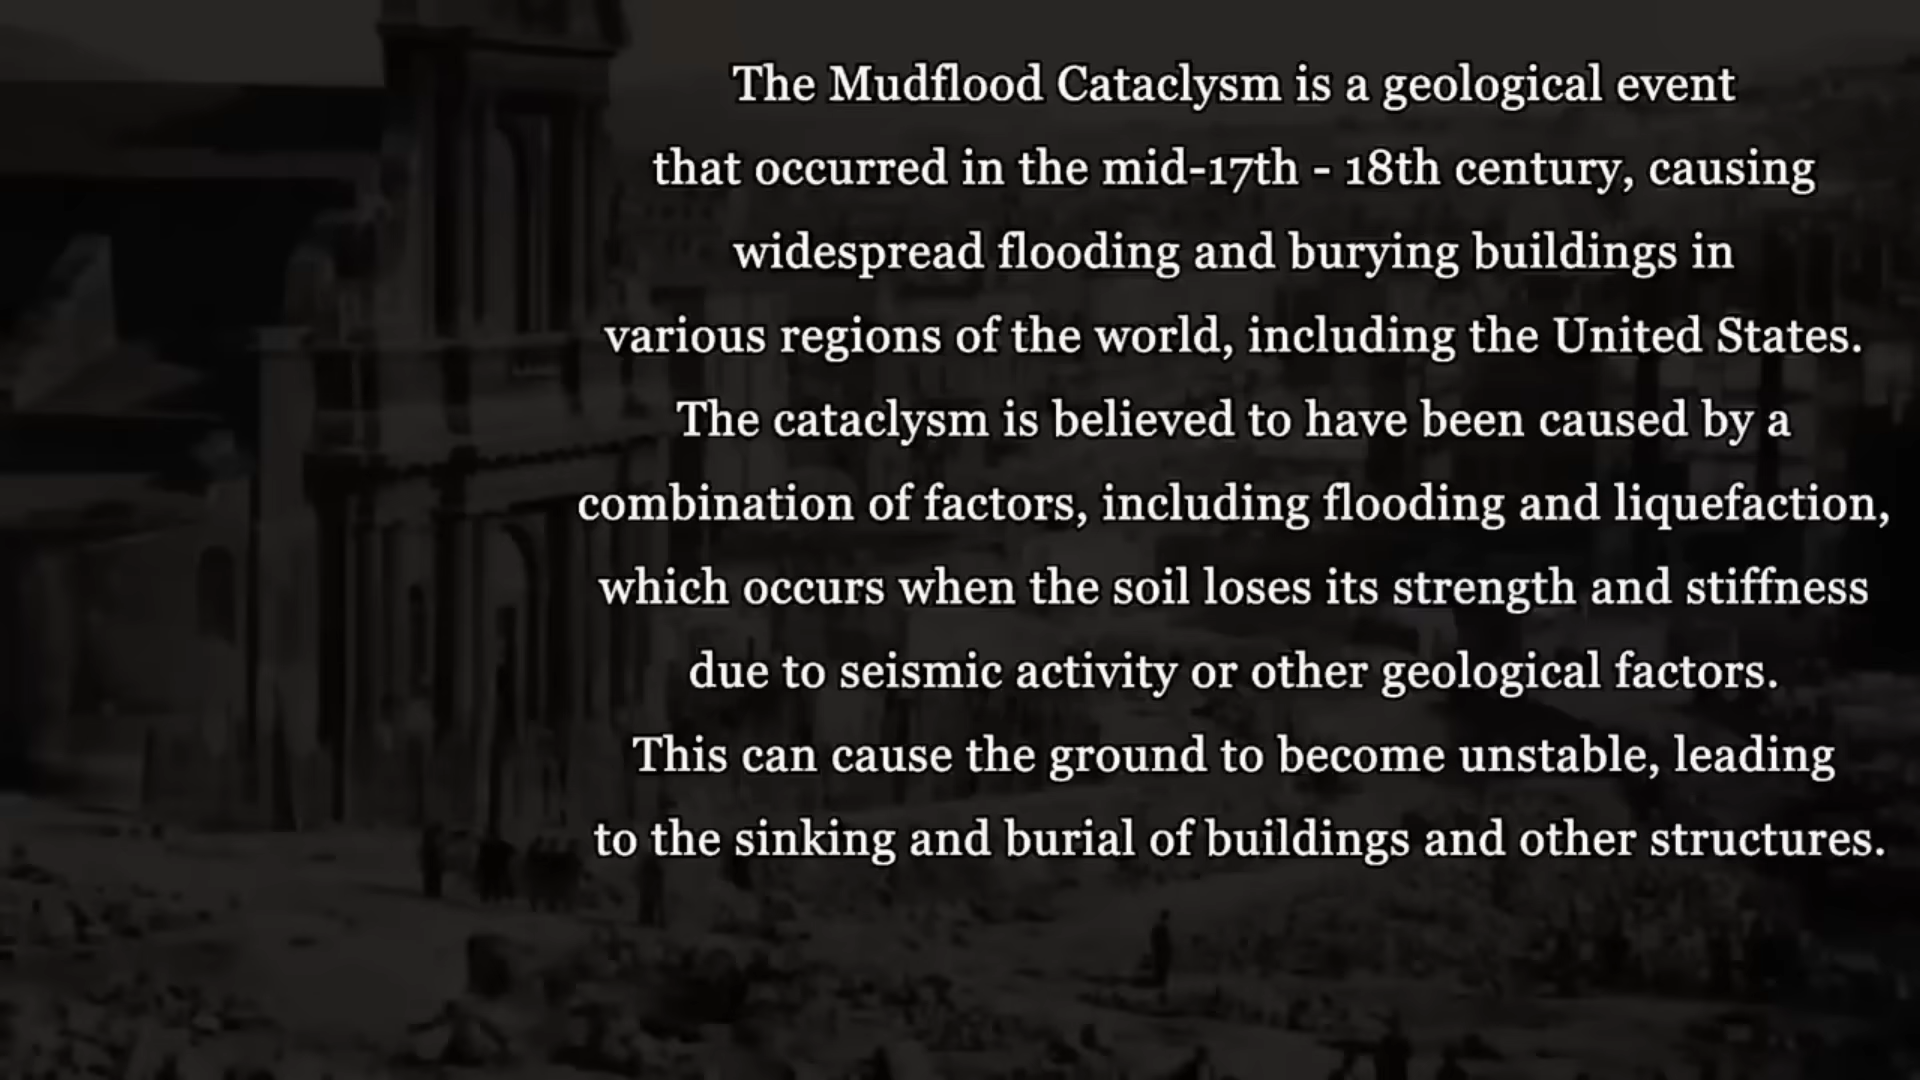 The Mudflood Cataclysm is a geological event
that occurred in the mid-17th - 18th century, causing
widespread flooding and burying buildings in
various regions of the world, including the United States.
The cataclysm is believed to have been caused by a
combination of factors, including flooding and liquefaction,
which occurs when the soil loses its strength and stiffness
due to seismic activity or other geological factors.
This can cause the ground to become unstable, leading
to the sinking and burial of buildings and other structures.